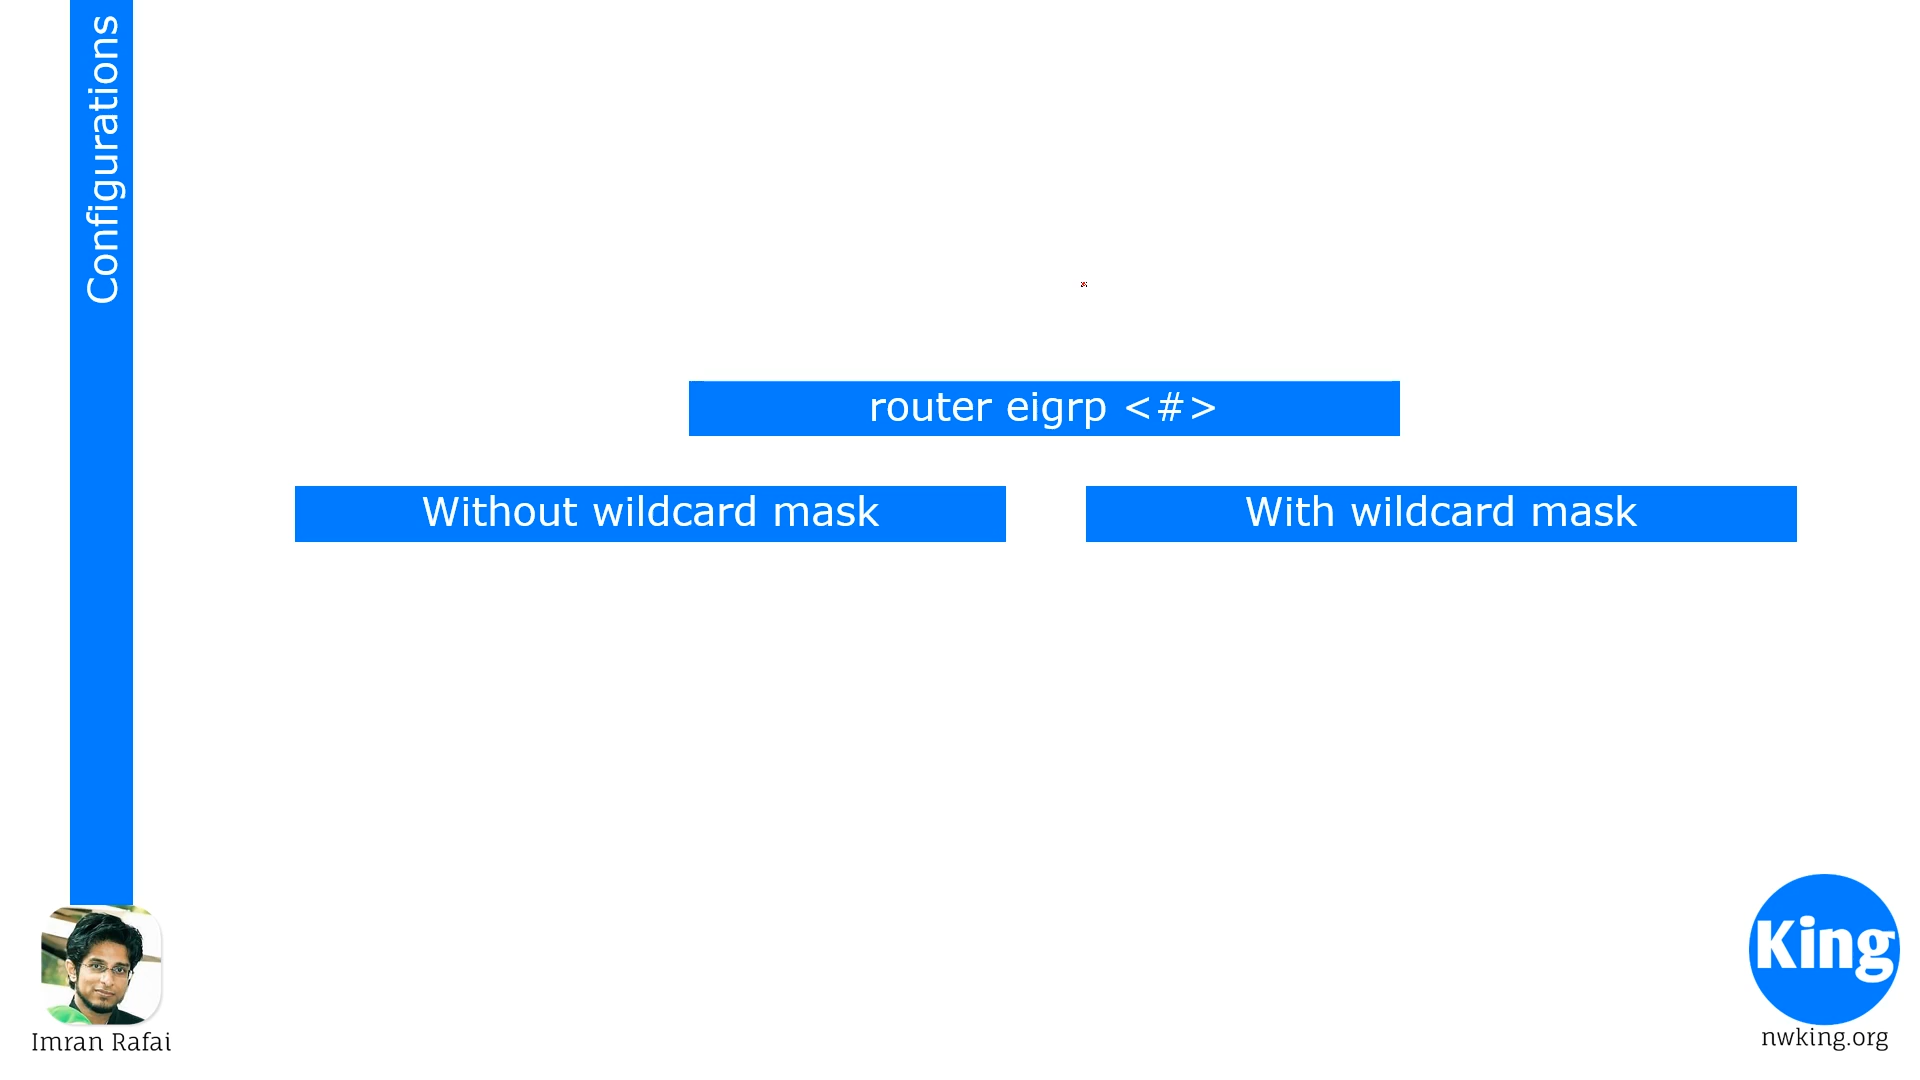 Configurations
router eigrp <#>
Without wildcard mask
With wildcard mask
Imran Rafai
King
nwking.org